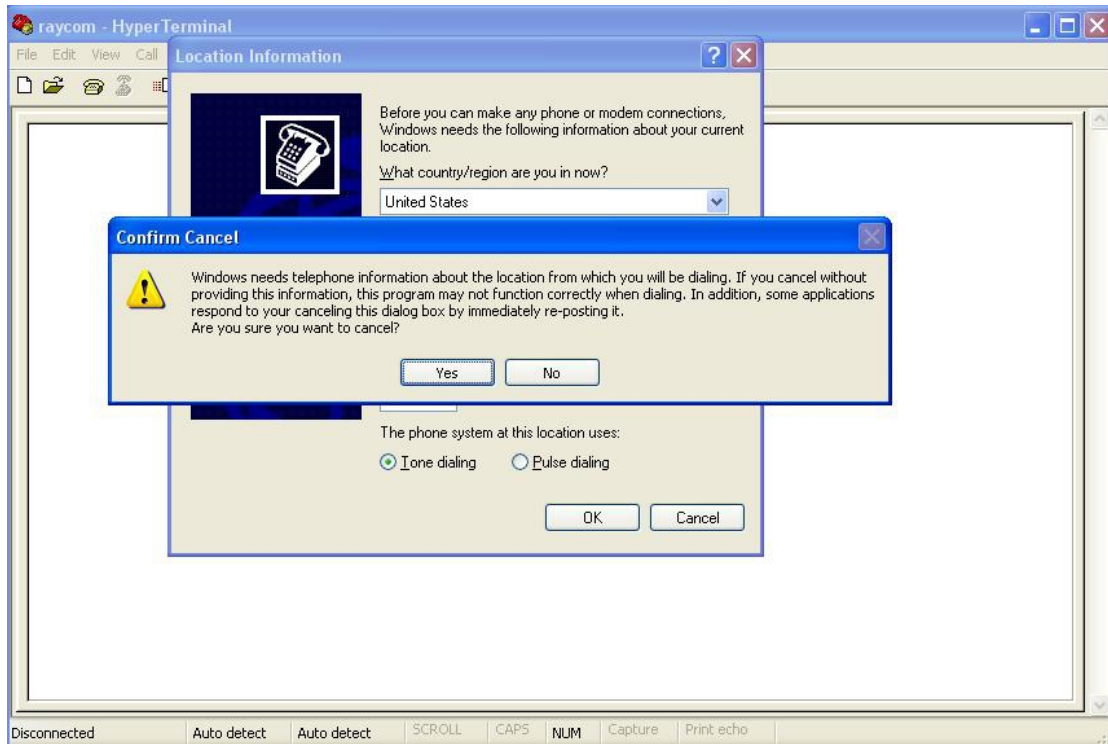 raycom - HyperTerminal
File Edit View Call
Location Information
Before you can make any phone or modem connections,
Windows needs the following information about your current
location.
What country/region are you in now?
United States
Confirm Cancel
Windows needs telephone information about the location from which you will be dialing. If you cancel without
providing this information, this program may not function correctly when dialing. In addition, some applications
respond to your canceling this dialog box by immediately re-posting it.
Are you sure you want to cancel?
Yes No
The phone system at this location uses:
Tone dialing Pulse dialing
OK Cancel
Disconnected Auto detect Auto detect SCROLL CAPS NUM Capture Print echo